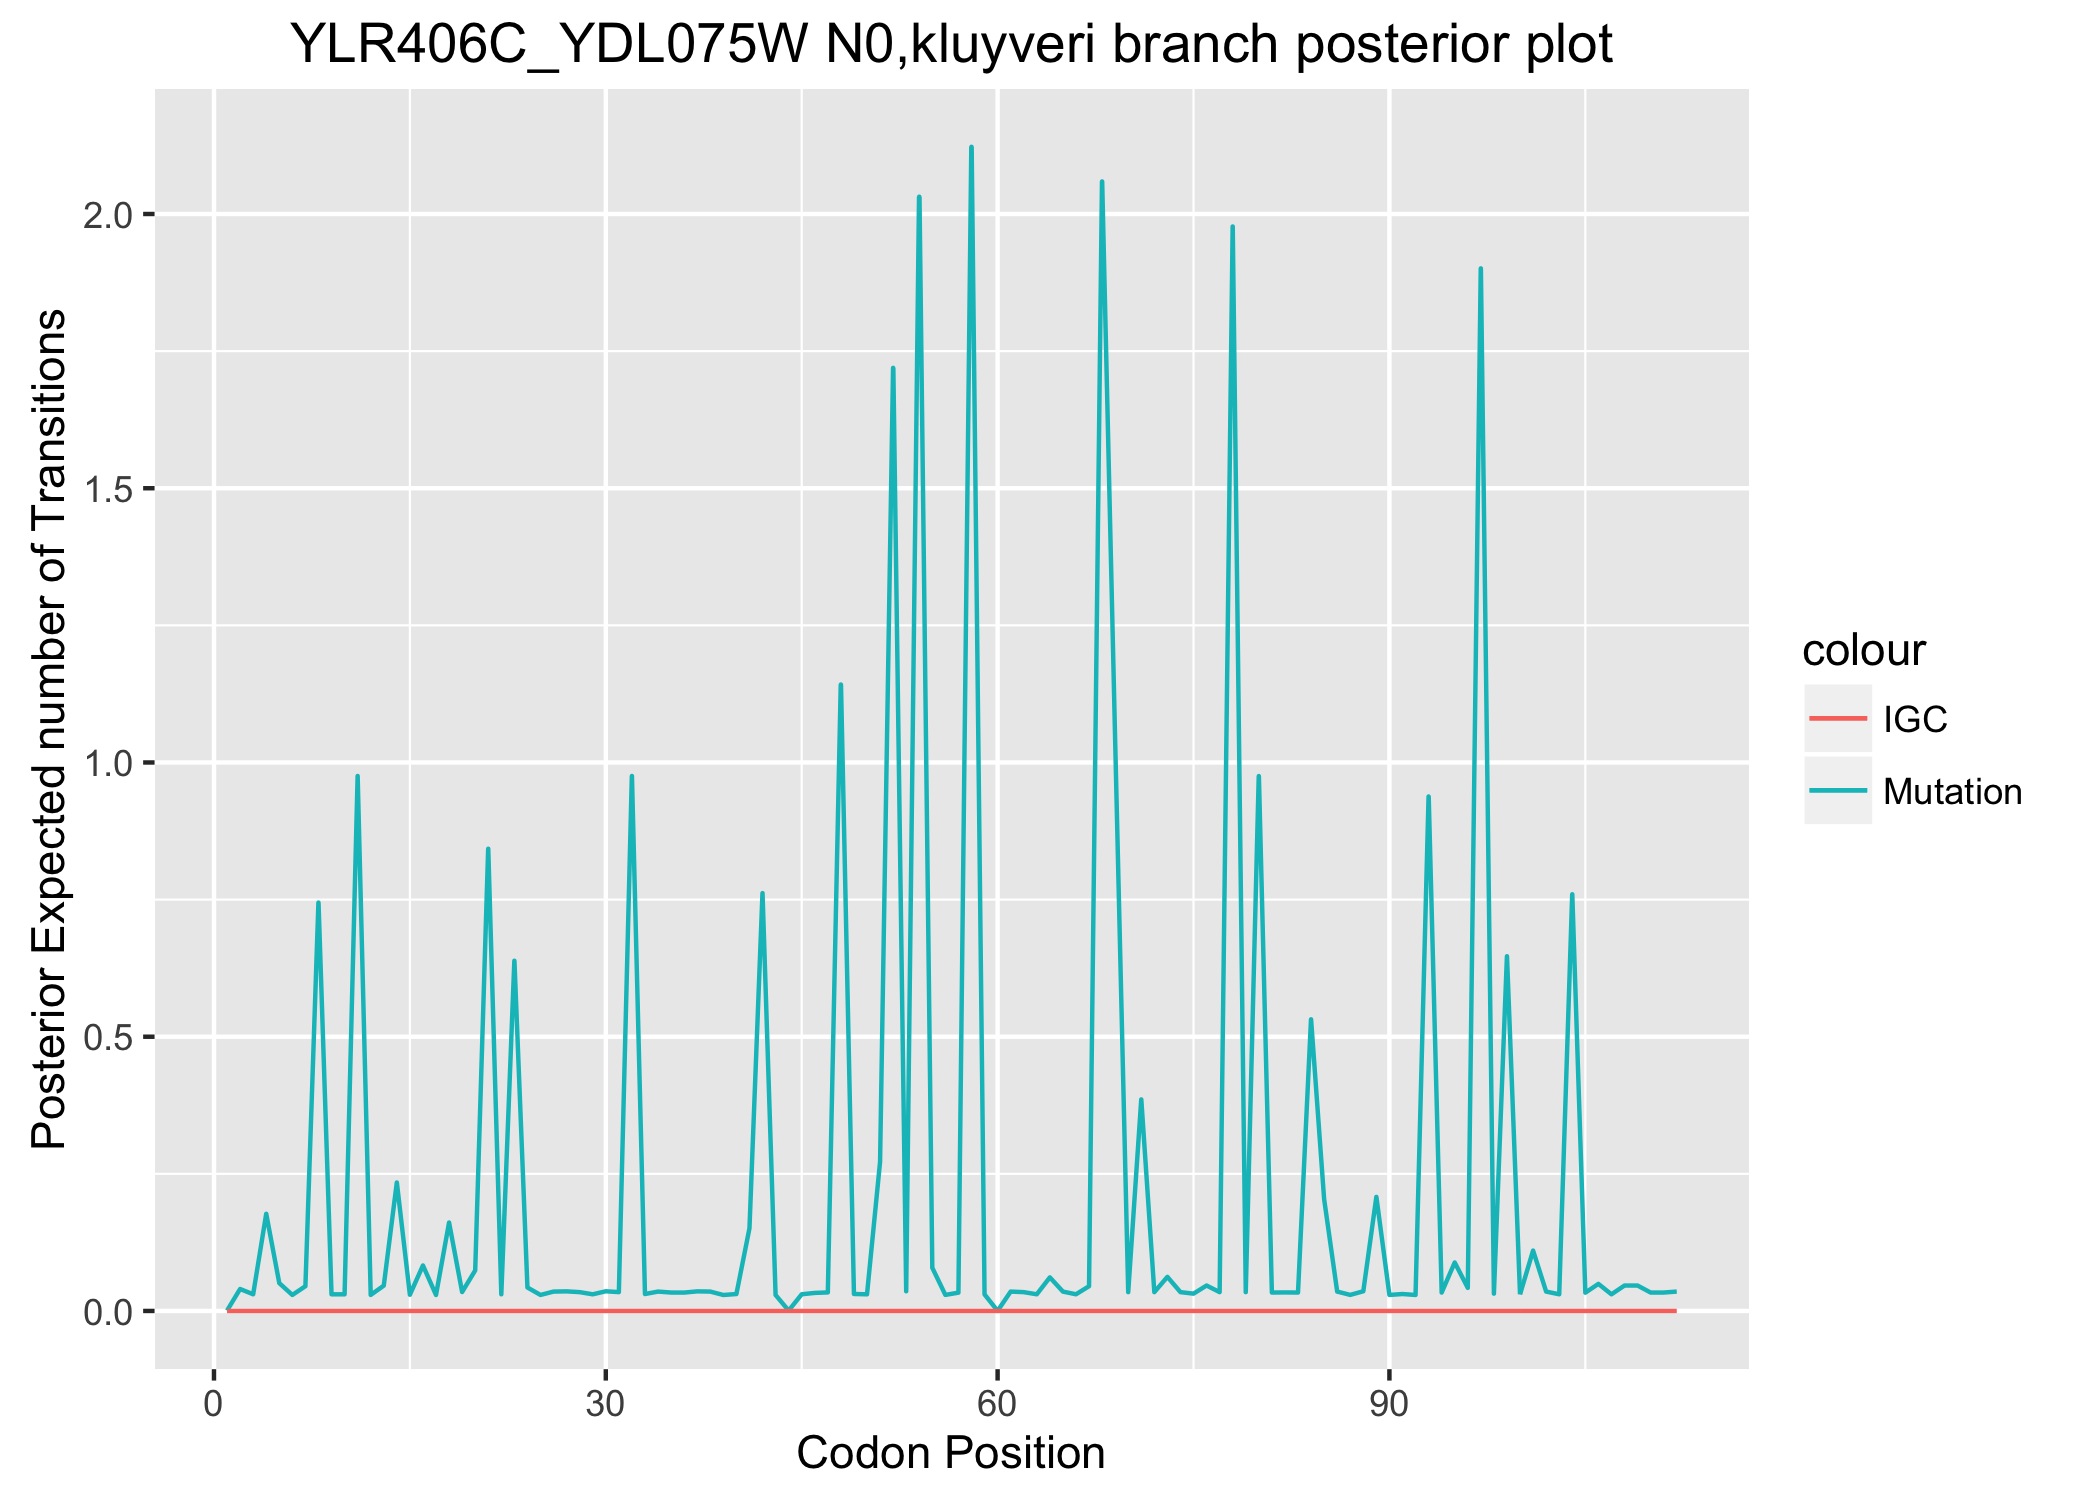 YLR406C_YDL075W N0,kluyveri branch posterior plot
Posterior Expected number of Transitions
2.0
1.5
1.0
0.5
0.0
0
30
60
90
Codon Position
colour
IGC
Mutation